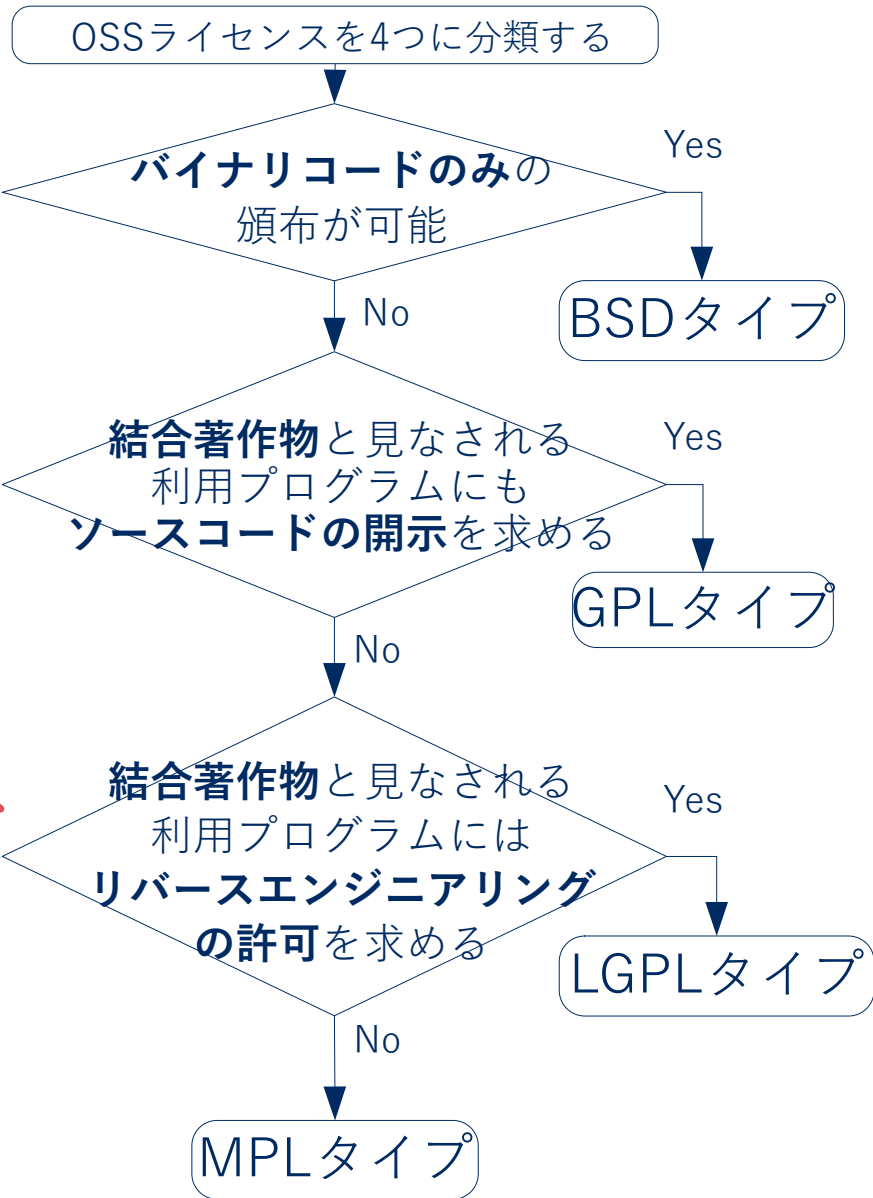 OSSライセンスを4つに分類する
バイナリコードのみの
頒布が可能
Yes
BSDタイプ
No
結合著作物と見なされる
利用プログラムにも
ソースコードの開示を求める
Yes
GPLタイプ
No
結合著作物と見なされる
利用プログラムには
リバースエンジニアリング
の許可を求める
Yes
LGPLタイプ
No
MPLタイプ